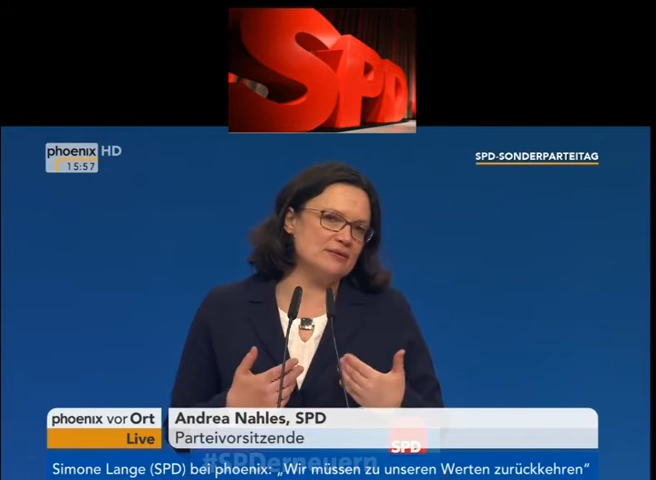 SPD
phoenix HD
15:57
SPD-SONDERPARTEITAG
phoenix vor Ort
Live
Andrea Nahles, SPD
Parteivorsitzende
SPD
#SPDerneuern
Simone Lange (SPD) bei phoenix: „Wir müssen zu unseren Werten zurückkehren”